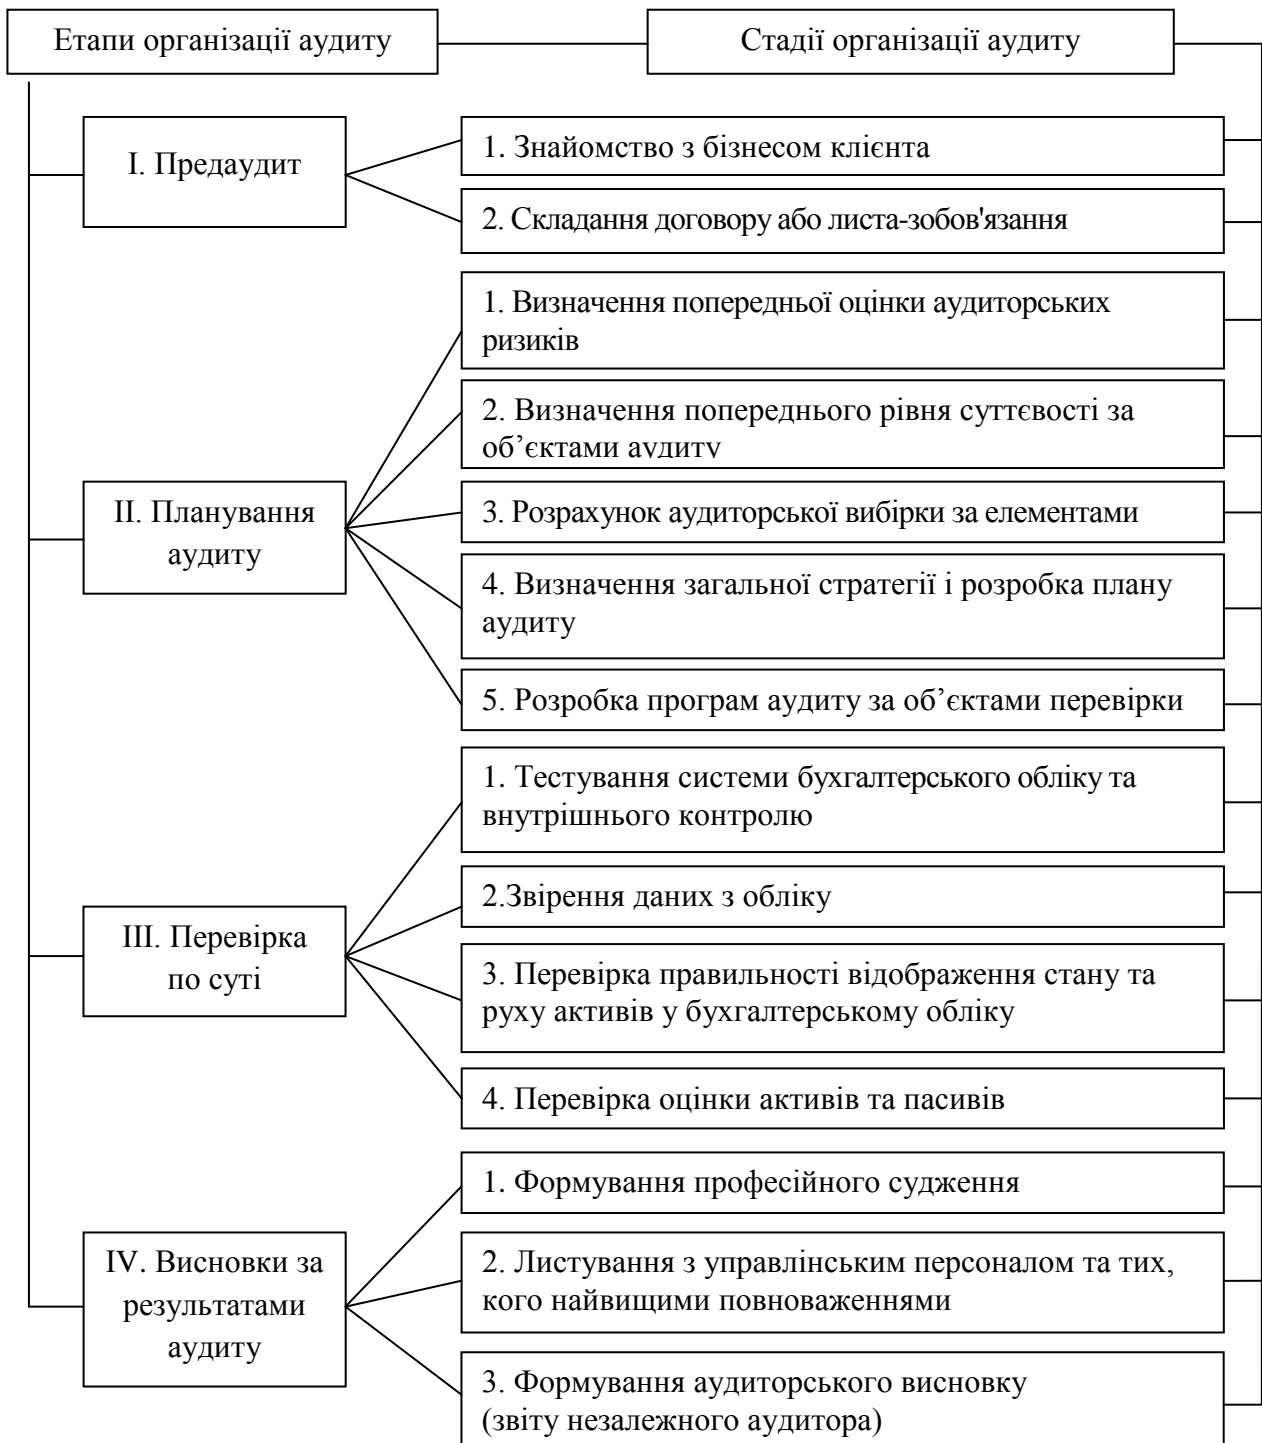 Етапи організації аудиту
Стадії організації аудиту
I. Предаудит
1. Знайомство з бізнесом клієнта
2. Складання договору або листа-зобов'язання
II. Планування
аудиту
1. Визначення попередньої оцінки аудиторських
ризиків
2. Визначення попереднього рівня суттєвості за
об’єктами аудиту
3. Розрахунок аудиторської вибірки за елементами
4. Визначення загальної стратегії і розробка плану
аудиту
5. Розробка програм аудиту за об’єктами перевірки
III. Перевірка
по суті
1. Тестування системи бухгалтерського обліку та
внутрішнього контролю
2.Звірення даних з обліку
3. Перевірка правильності відображення стану та
руху активів у бухгалтерському обліку
4. Перевірка оцінки активів та пасивів
IV. Висновки за
результатами
аудиту
1. Формування професійного судження
2. Листування з управлінським персоналом та тих,
кого найвищими повноваженнями
3. Формування аудиторського висновку
(звіту незалежного аудитора)